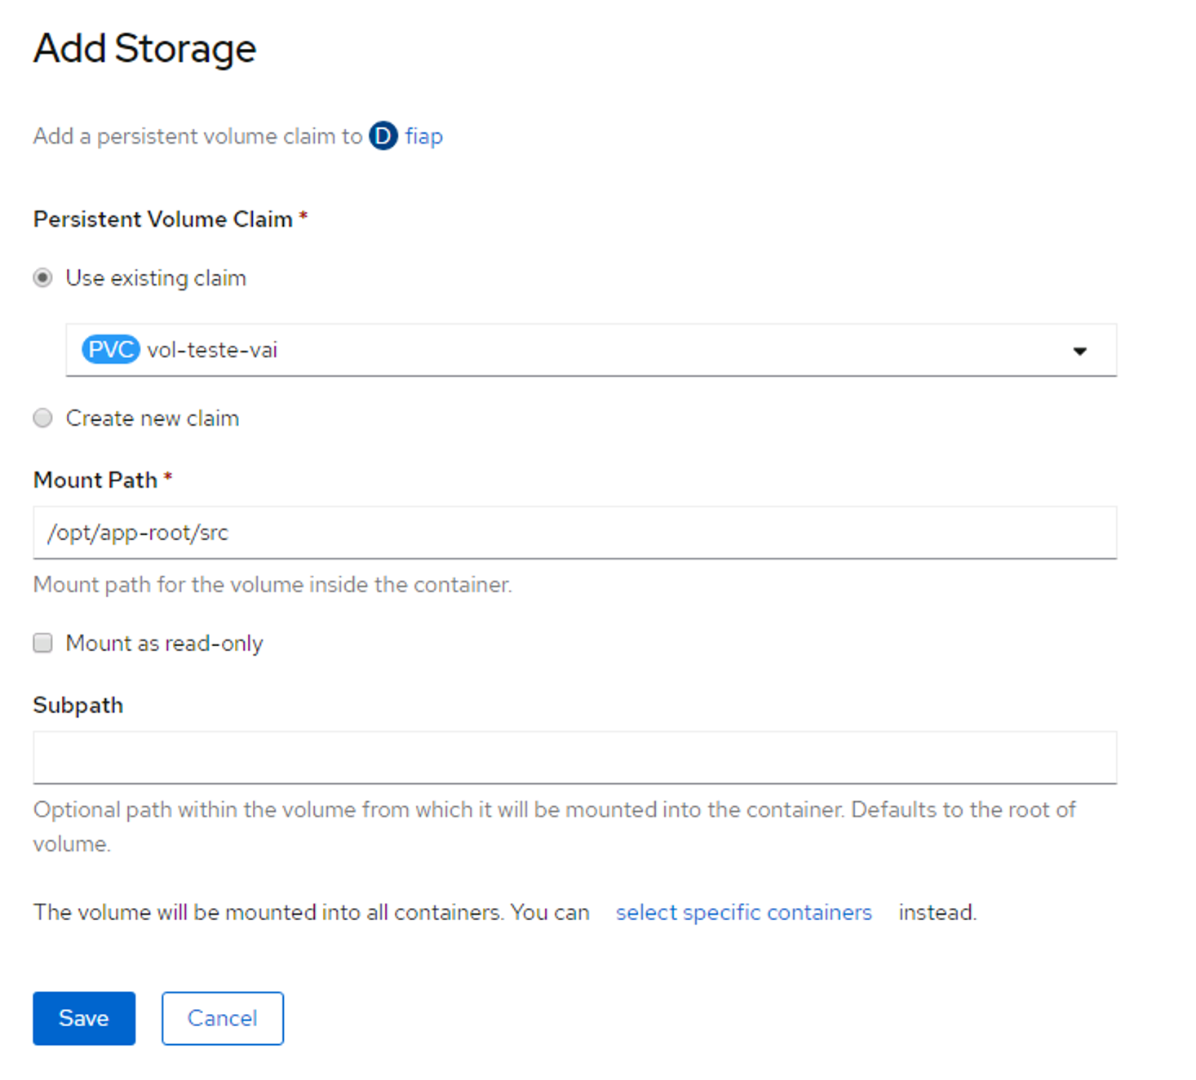 Add Storage
Add a persistent volume claim to D fiap
Persistent Volume Claim *
Use existing claim
PVC vol-teste-vai
Create new claim
Mount Path *
/opt/app-root/src
Mount path for the volume inside the container.
Mount as read-only
Subpath
Optional path within the volume from which it will be mounted into the container. Defaults to the root of
volume.
The volume will be mounted into all containers. You can select specific containers instead.
Save Cancel